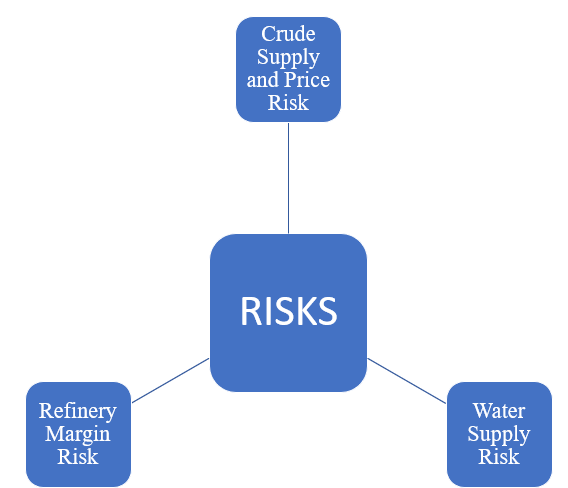 Crude
Supply
and Price
Risk
RISKS
Refinery
Margin
Risk
Water
Supply
Risk